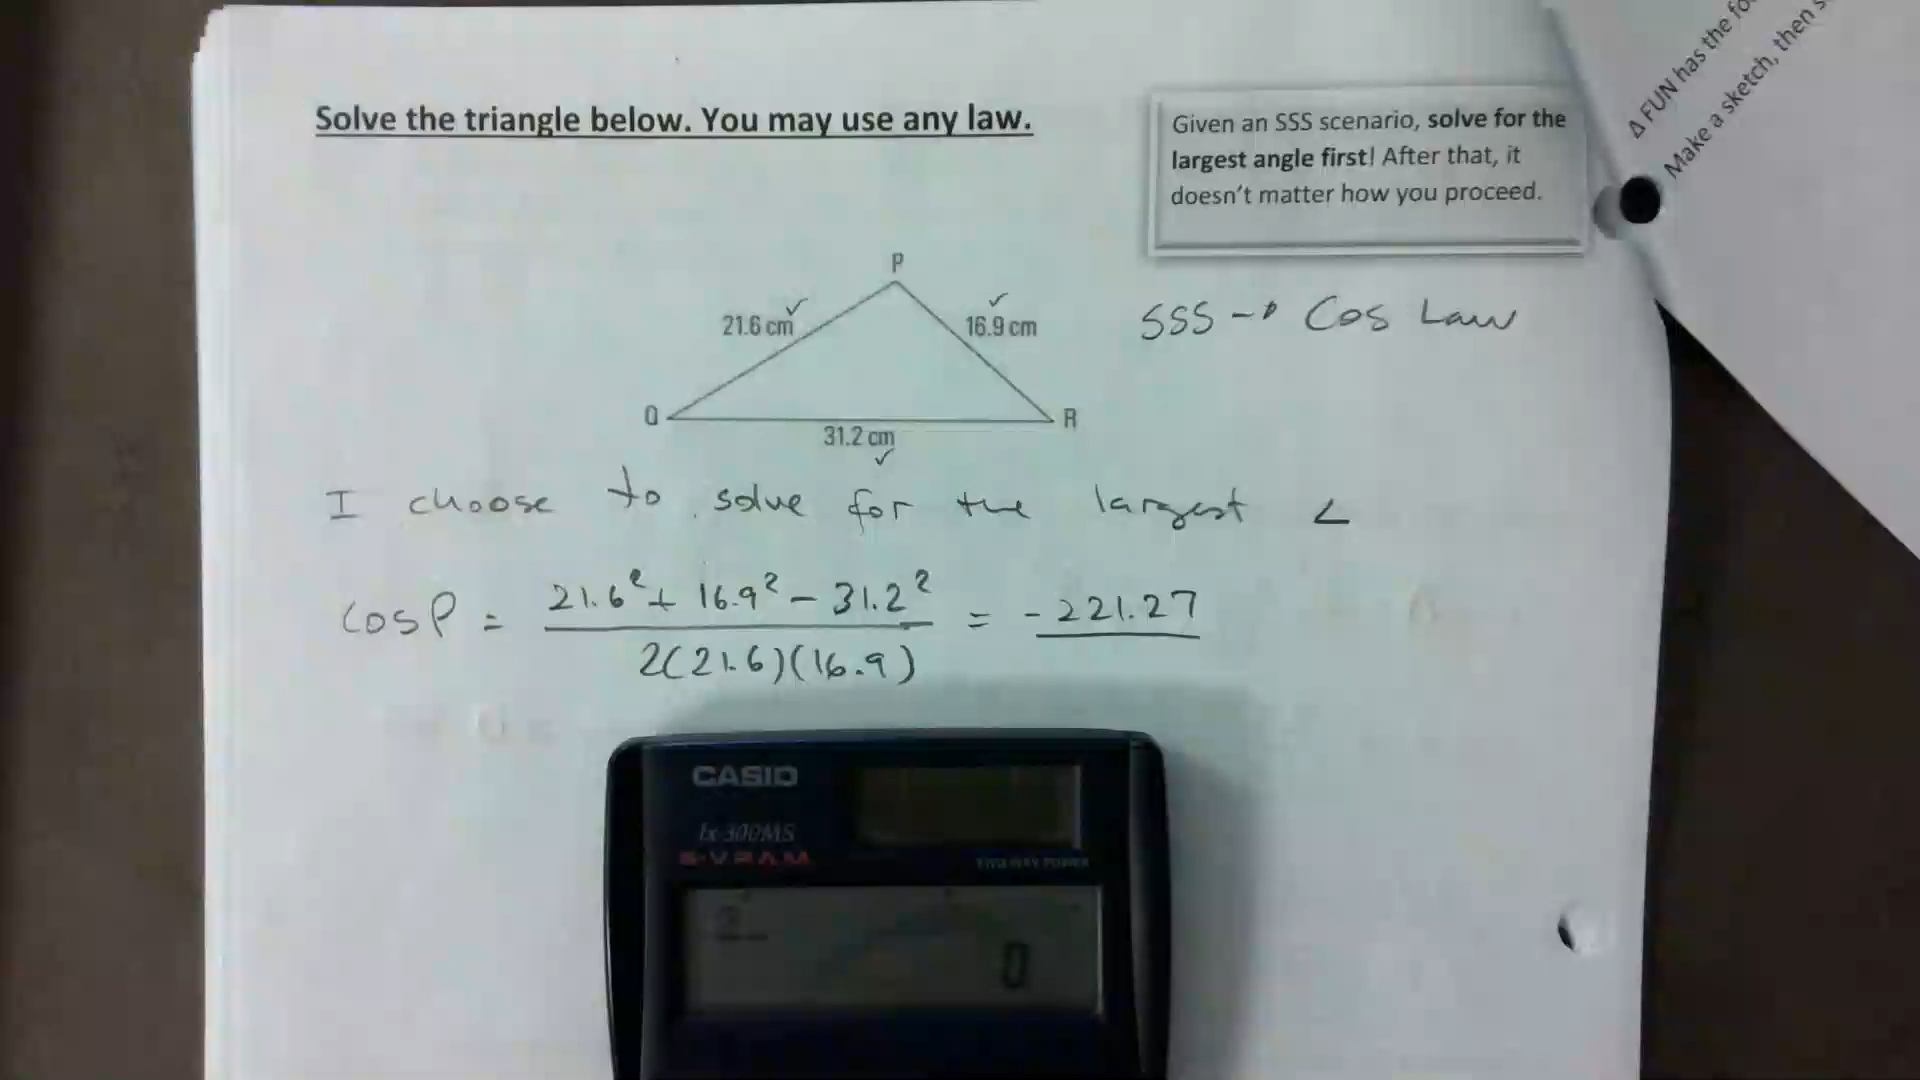 Solve the triangle below. You may use any law.
Given an SSS scenario, solve for the
largest angle first! After that, it
doesn't matter how you proceed.
Δ FUN has the
Make a sketch, then
P
21.6 cm ✓
16.9 cm ✓
Q
R
31.2 cm ✓
SSS → Cos Law
I choose to solve for the largest ∠
cos P = 21.6² + 16.9² − 31.2² = -221.27
2(21.6)(16.9)
CASIO
fx-300MS
S-V.P.A.M.
TWO WAY POWER
0